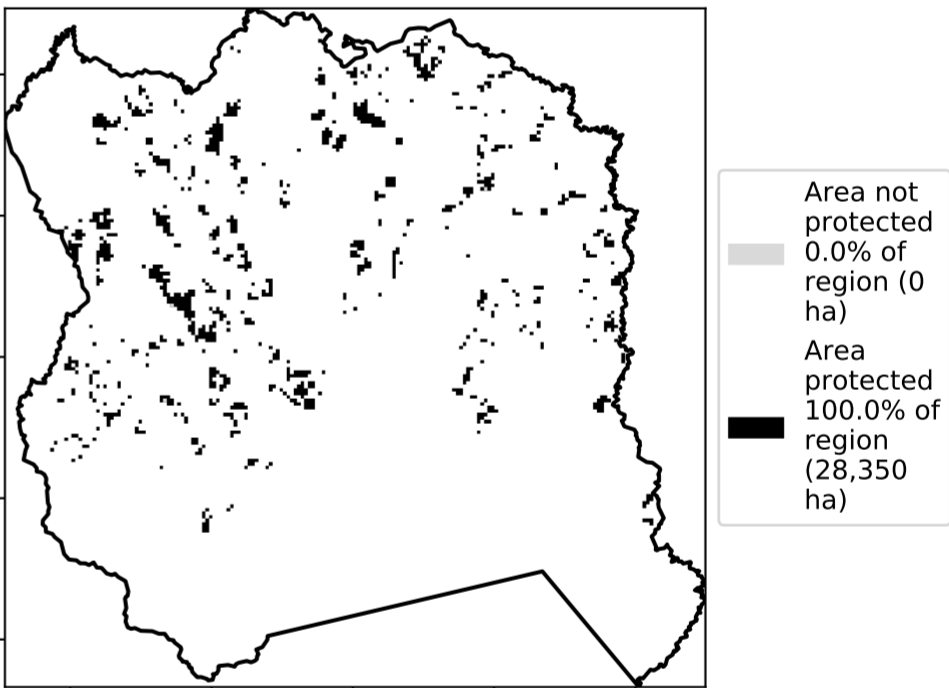 Area not
protected
0.0% of
region (0
ha)
Area
protected
100.0% of
region
(28,350
ha)